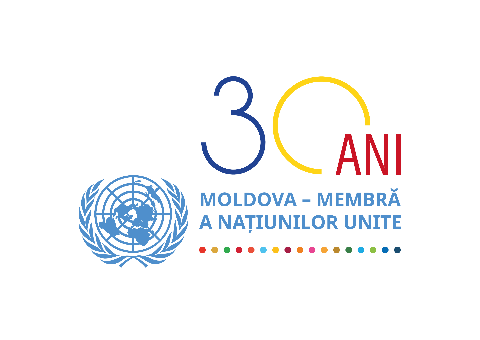 30 ANI
MOLDOVA – MEMBRĂ
A NAȚIUNILOR UNITE